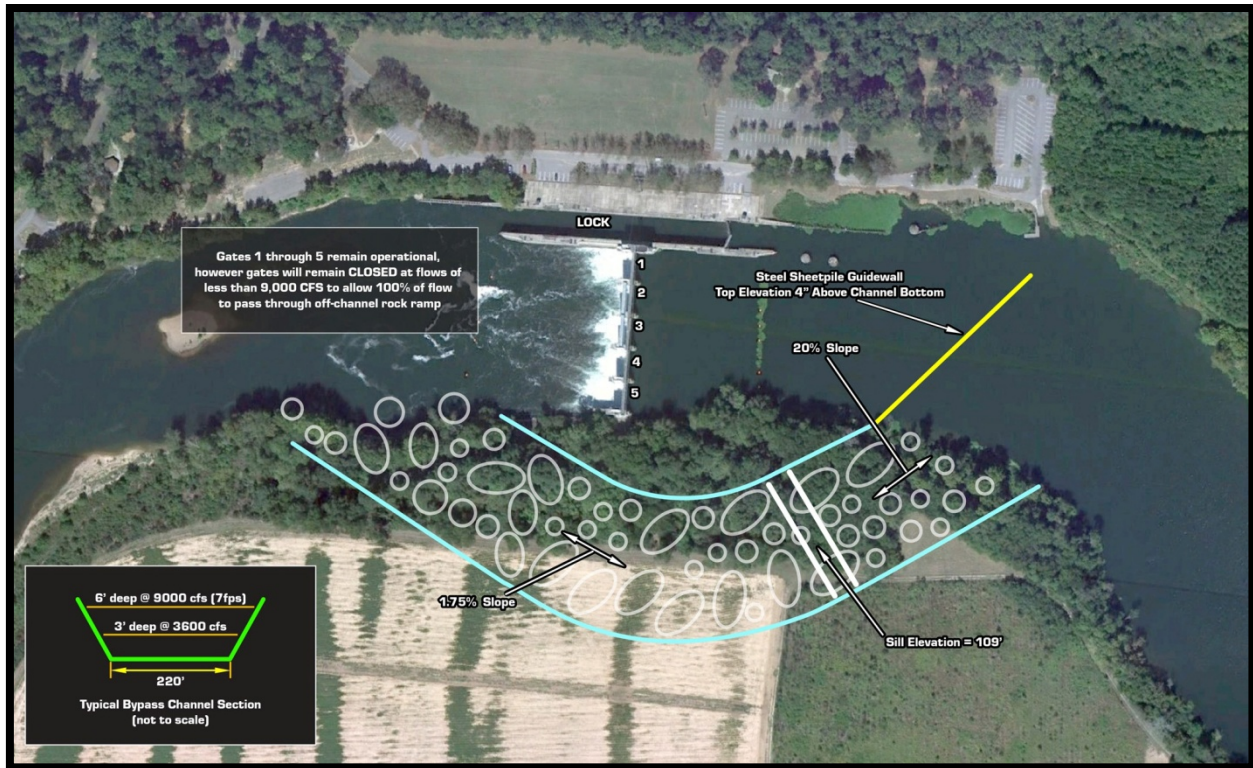 LOCK
Gates 1 through 5 remain operational,
however gates will remain CLOSED at flows of
less than 9,000 CFS to allow 100% of flow
to pass through off-channel rock ramp
1
2
3
4
5
Steel Sheetpile Guidewall
Top Elevation 4" Above Channel Bottom
20% Slope
1.75% Slope
Sill Elevation = 109'
6' deep @ 9000 cfs (7fps)
3' deep @ 3600 cfs
220'
Typical Bypass Channel Section
(not to scale)